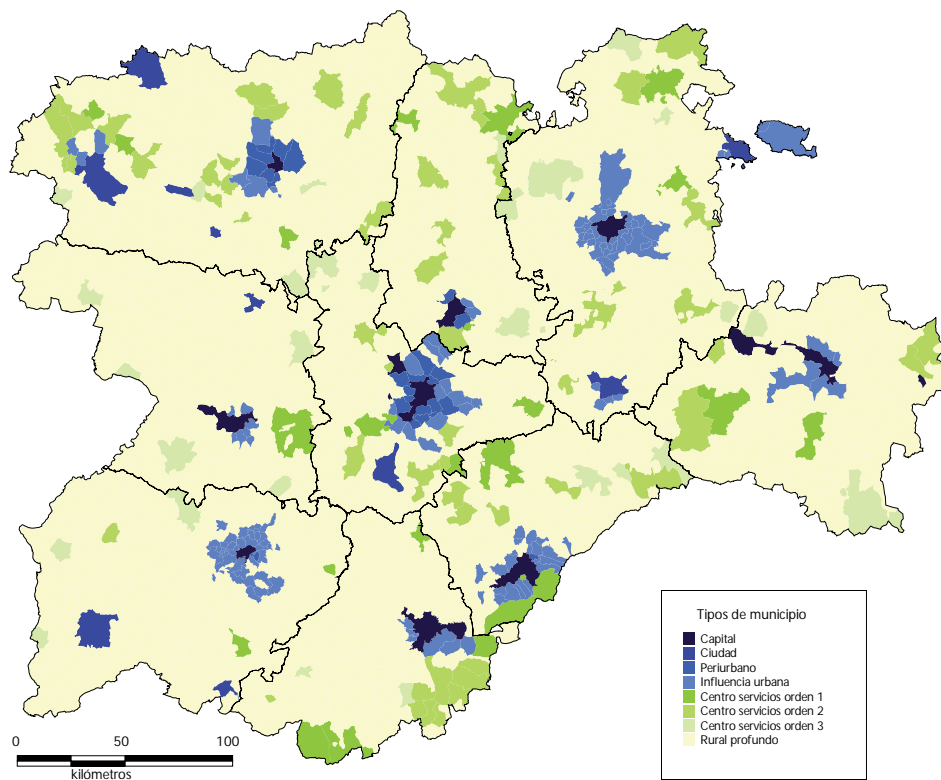 Tipos de municipio
Capital
Ciudad
Periurbano
Influencia urbana
Centro servicios orden 1
Centro servicios orden 2
Centro servicios orden 3
Rural profundo
0 50 100
kilómetros